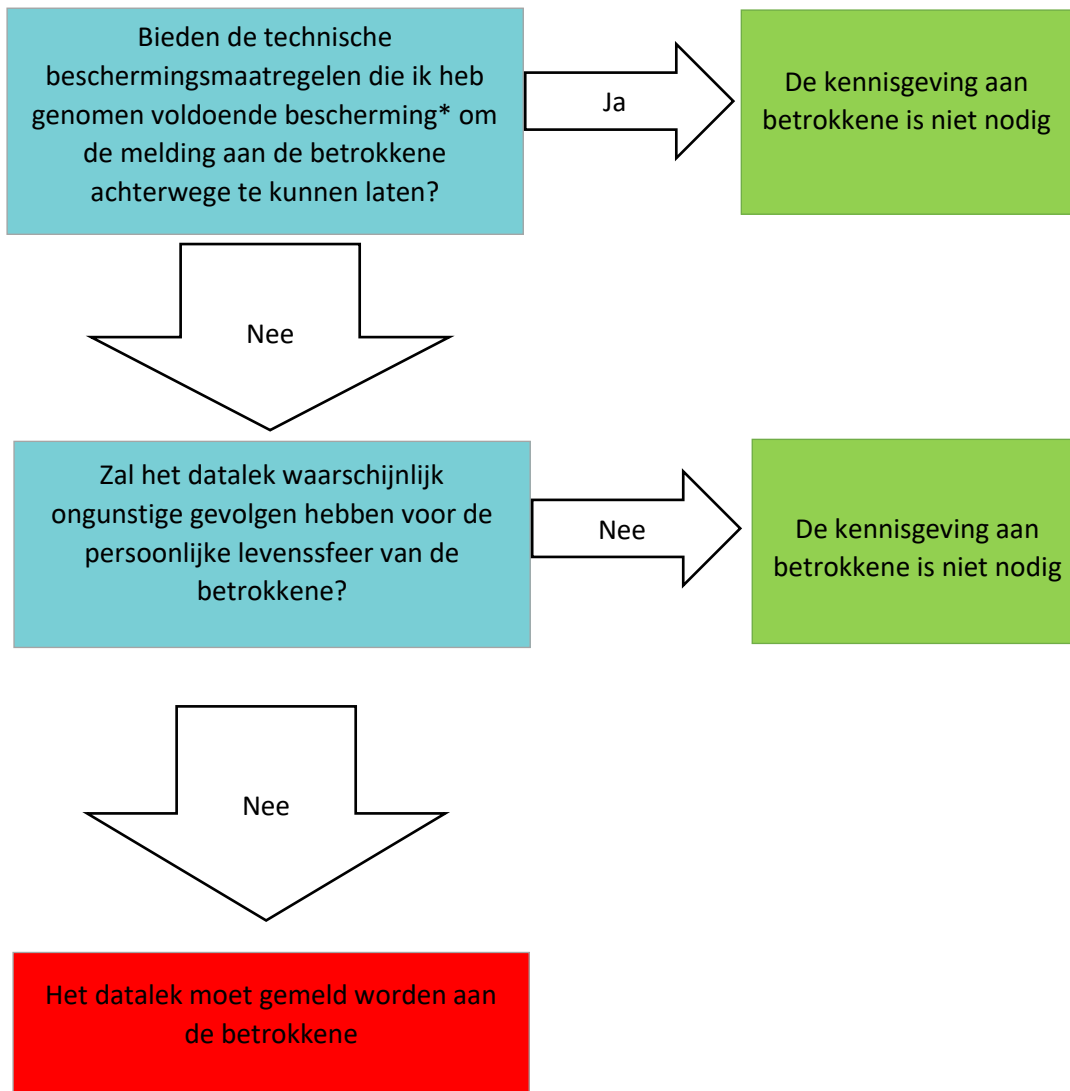 Bieden de technische
beschermingsmaatregelen die ik heb
genomen voldoende bescherming* om
de melding aan de betrokkene
achterwege te kunnen laten?
Ja
De kennisgeving aan
betrokkene is niet nodig
Nee
Zal het datalek waarschijnlijk
ongunstige gevolgen hebben voor de
persoonlijke levenssfeer van de
betrokkene?
Nee
De kennisgeving aan
betrokkene is niet nodig
Nee
Het datalek moet gemeld worden aan
de betrokkene